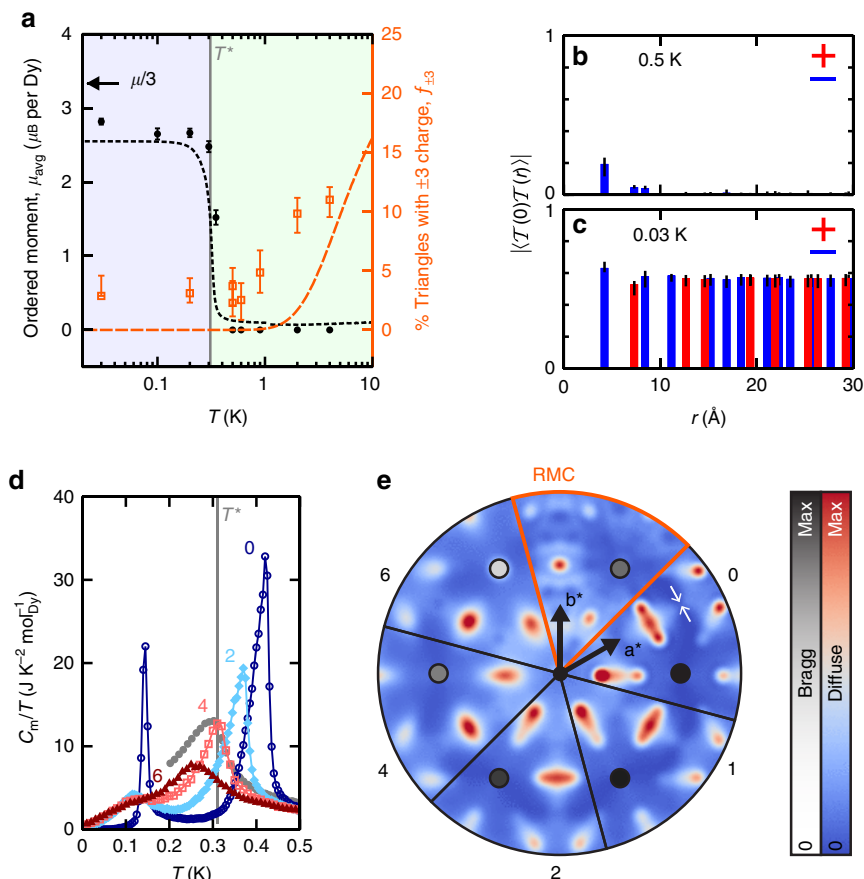 a
Ordered moment, μavg (μB per Dy)
4
3
2
1
0
μ/3
T*
25
20
15
10
5
0
% Triangles with ±3 charge, f±3
0.1
1
10
T (K)
b
0.5 K
+
−
1
0
c
0.03 K
+
−
1
0
|⟨T(0)T(r)⟩|
0
10
20
30
r (Å)
d
Cm/T (J K⁻² mol⁻¹Dy)
40
30
20
10
0
T*
0
2
4
6
0
0.1
0.2
0.3
0.4
0.5
T (K)
e
RMC
6
0
b*
a*
4
1
2
Max
Max
Bragg
Diffuse
0
0